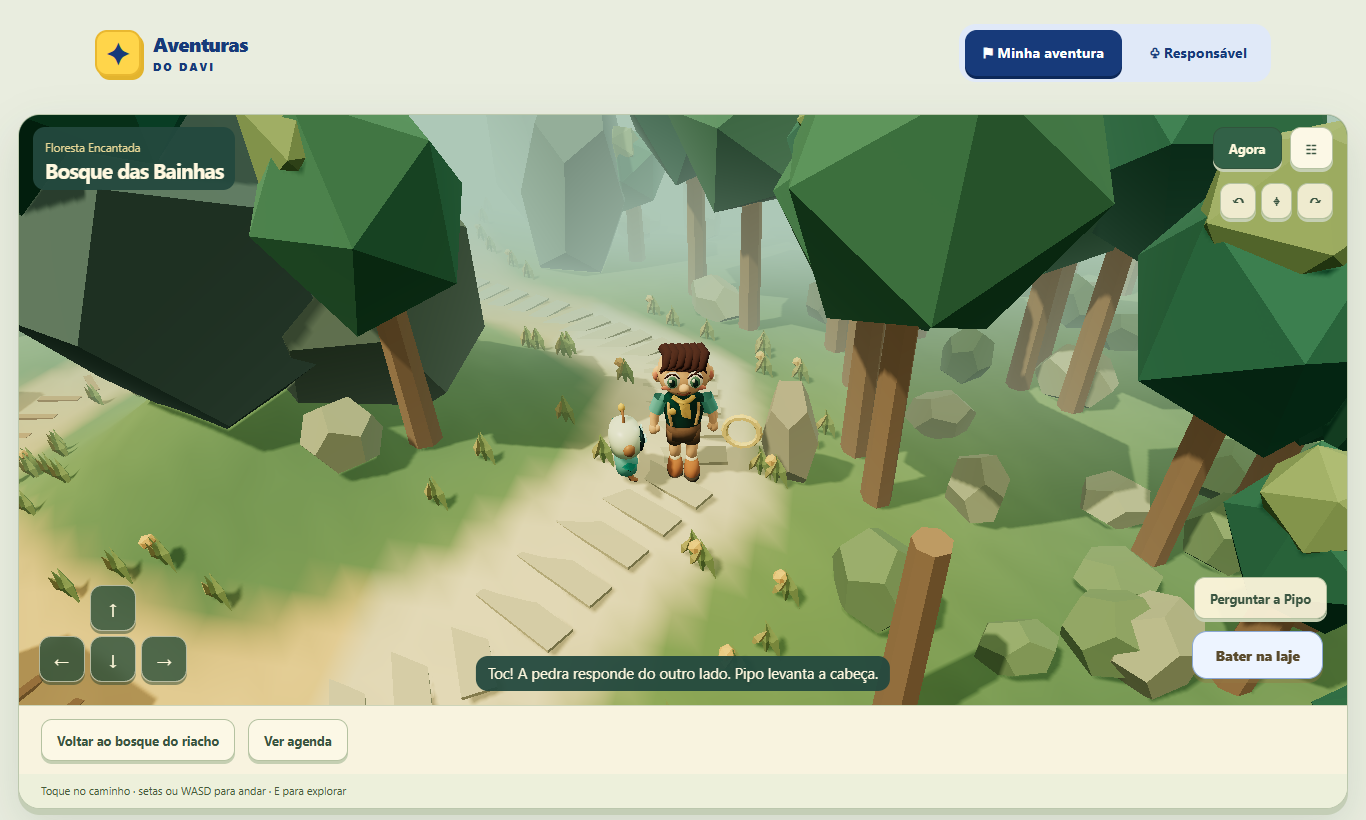 Aventuras
DO DAVI
Minha aventura
Responsável
Floresta Encantada
Bosque das Bainhas
Agora
Perguntar a Pipo
Bater na laje
Toc! A pedra responde do outro lado. Pipo levanta a cabeça.
Voltar ao bosque do riacho
Ver agenda
Toque no caminho · setas ou WASD para andar · E para explorar